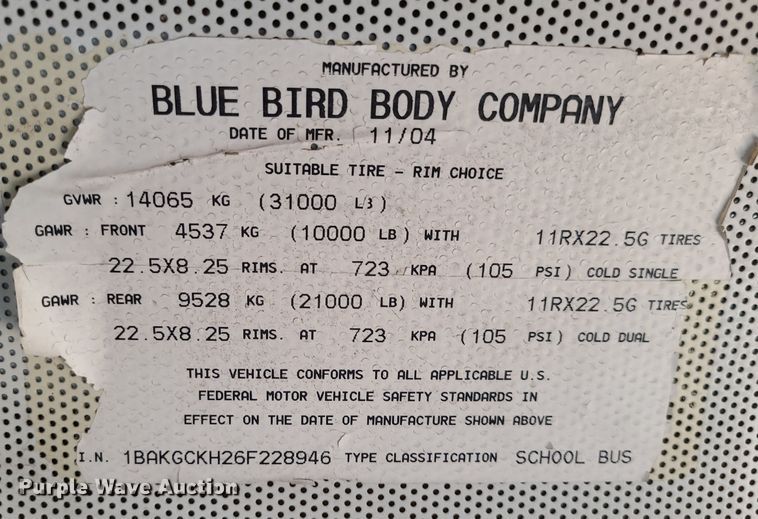 MANUFACTURED BY
BLUE BIRD BODY COMPANY
DATE OF MFR. 11/04
SUITABLE TIRE - RIM CHOICE
GVWR : 14065 KG (31000 LB)
GAWR : FRONT 4537 KG (10000 LB) WITH 11RX22.5G TIRES
22.5X8.25 RIMS. AT 723 KPA (105 PSI) COLD SINGLE
GAWR : REAR 9528 KG (21000 LB) WITH 11RX22.5G TIRES
22.5X8.25 RIMS. AT 723 KPA (105 PSI) COLD DUAL
THIS VEHICLE CONFORMS TO ALL APPLICABLE U.S.
FEDERAL MOTOR VEHICLE SAFETY STANDARDS IN
EFFECT ON THE DATE OF MANUFACTURE SHOWN ABOVE
I.N. 1BAKGCKH26F228946 TYPE CLASSIFICATION SCHOOL BUS
Purple Wave Auction